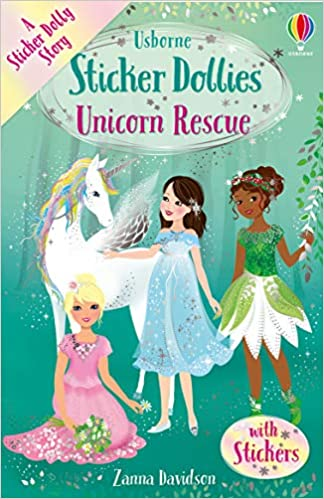 A
Sticker Dolly
Story
Usborne
Sticker Dollies
Unicorn Rescue
USBORNE
with
Stickers
Zanna Davidson